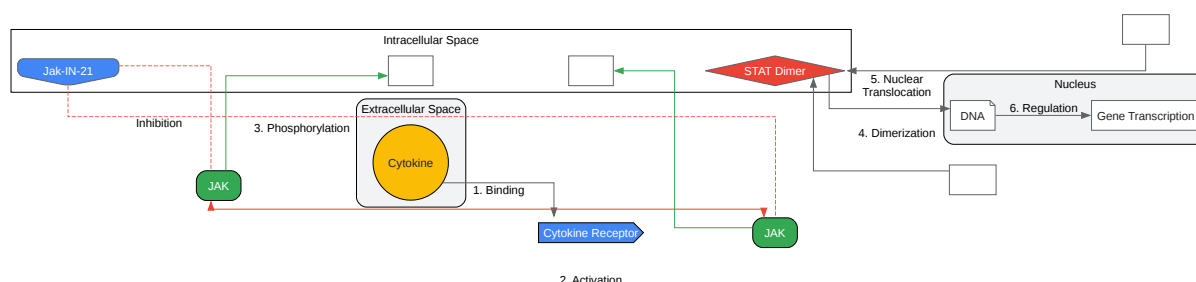 Intracellular Space
Jak-IN-21
STAT Dimer
5. Nuclear
Translocation
Nucleus
Extracellular Space
DNA
6. Regulation
Gene Transcription
Inhibition
3. Phosphorylation
4. Dimerization
Cytokine
JAK
1. Binding
Cytokine Receptor
JAK
2. Activation